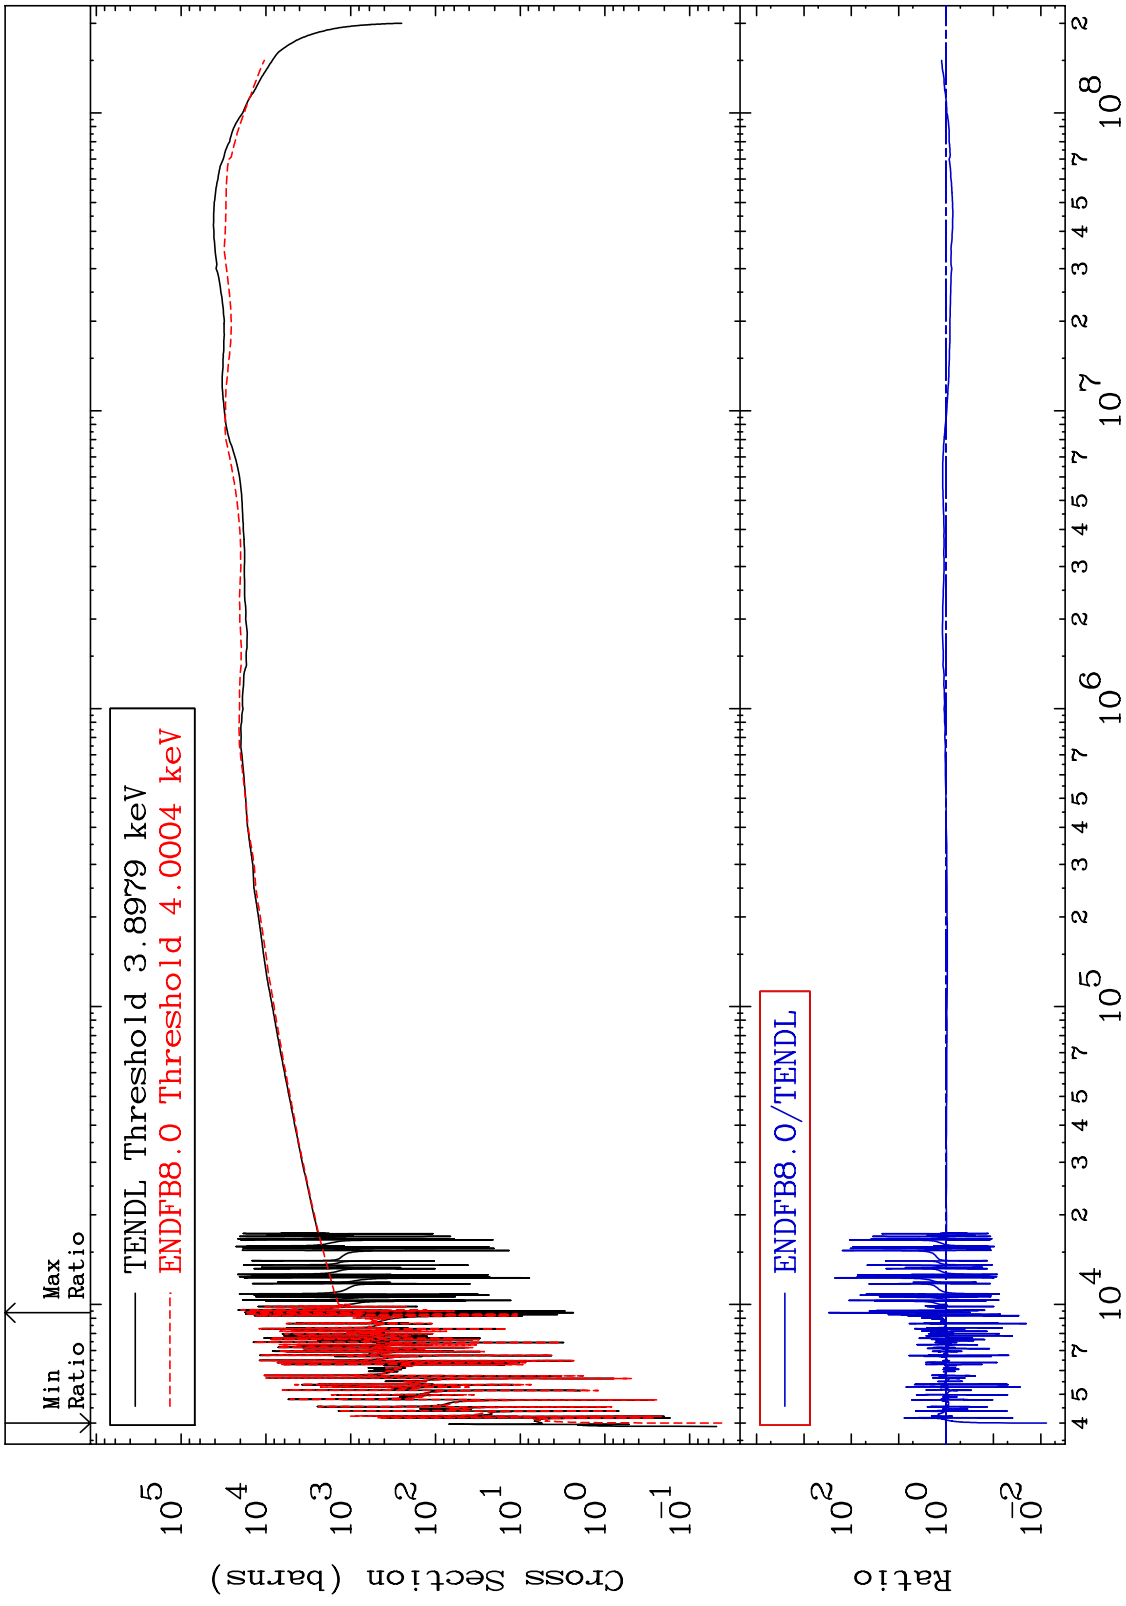 Min Ratio
Max Ratio
TENDL Threshold 3.8979 keV
ENDFB8.0 Threshold 4.0004 keV
Cross Section (barns)
10^5
10^4
10^3
10^2
10^1
10^0
10^-1
ENDFB8.0/TENDL
Ratio
10^2
10^0
10^-2
4 5 7 10^4 2 3 4 5 7 10^5 2 3 4 5 7 10^6 2 3 4 5 7 10^7 2 3 4 5 7 10^8 2